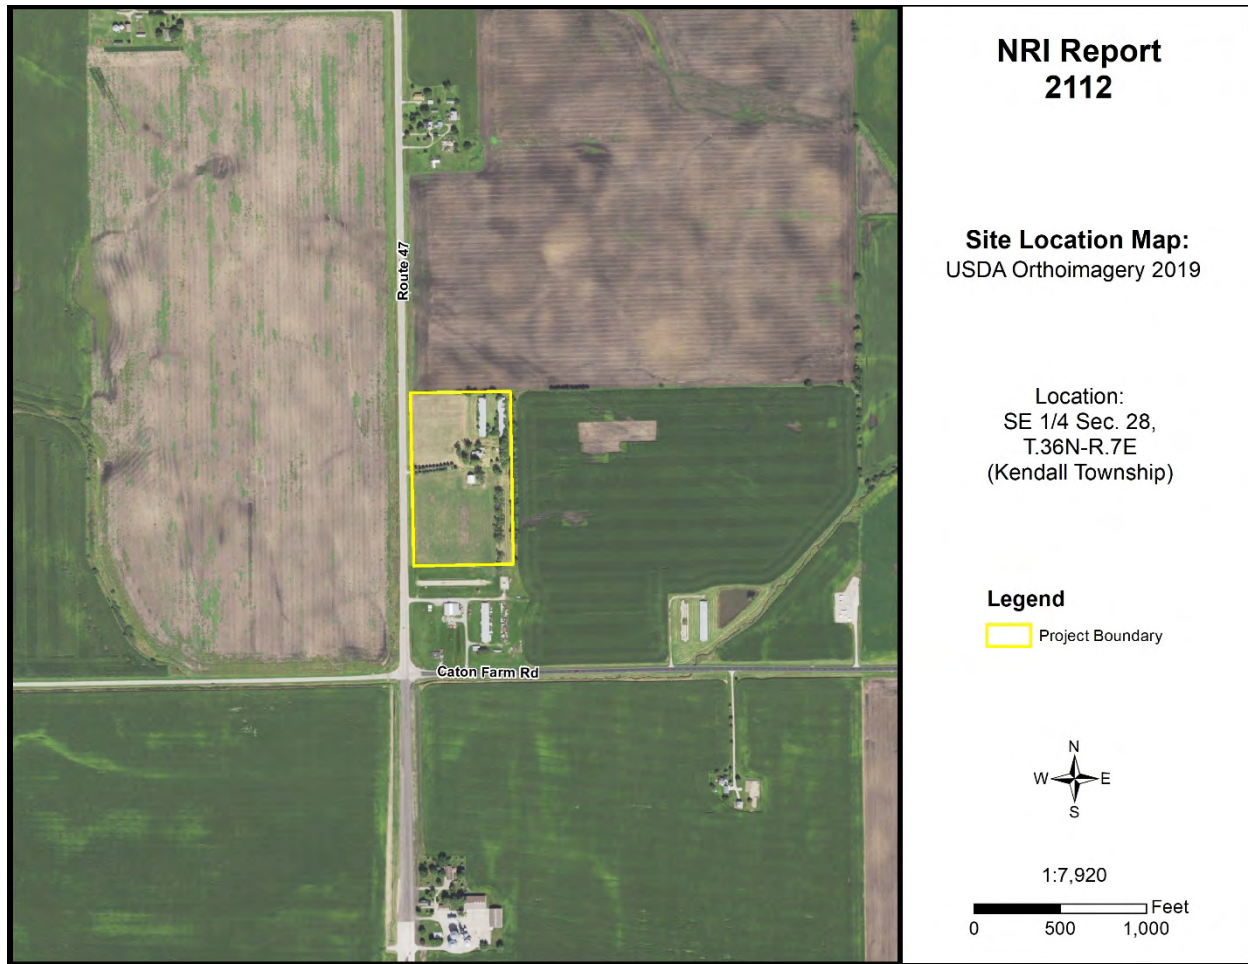 NRI Report
2112
Site Location Map:
USDA Orthoimagery 2019
Location:
SE 1/4 Sec. 28,
T.36N-R.7E
(Kendall Township)
Legend
Project Boundary
N
W E
S
1:7,920
Feet
0 500 1,000
Route 47
Caton Farm Rd